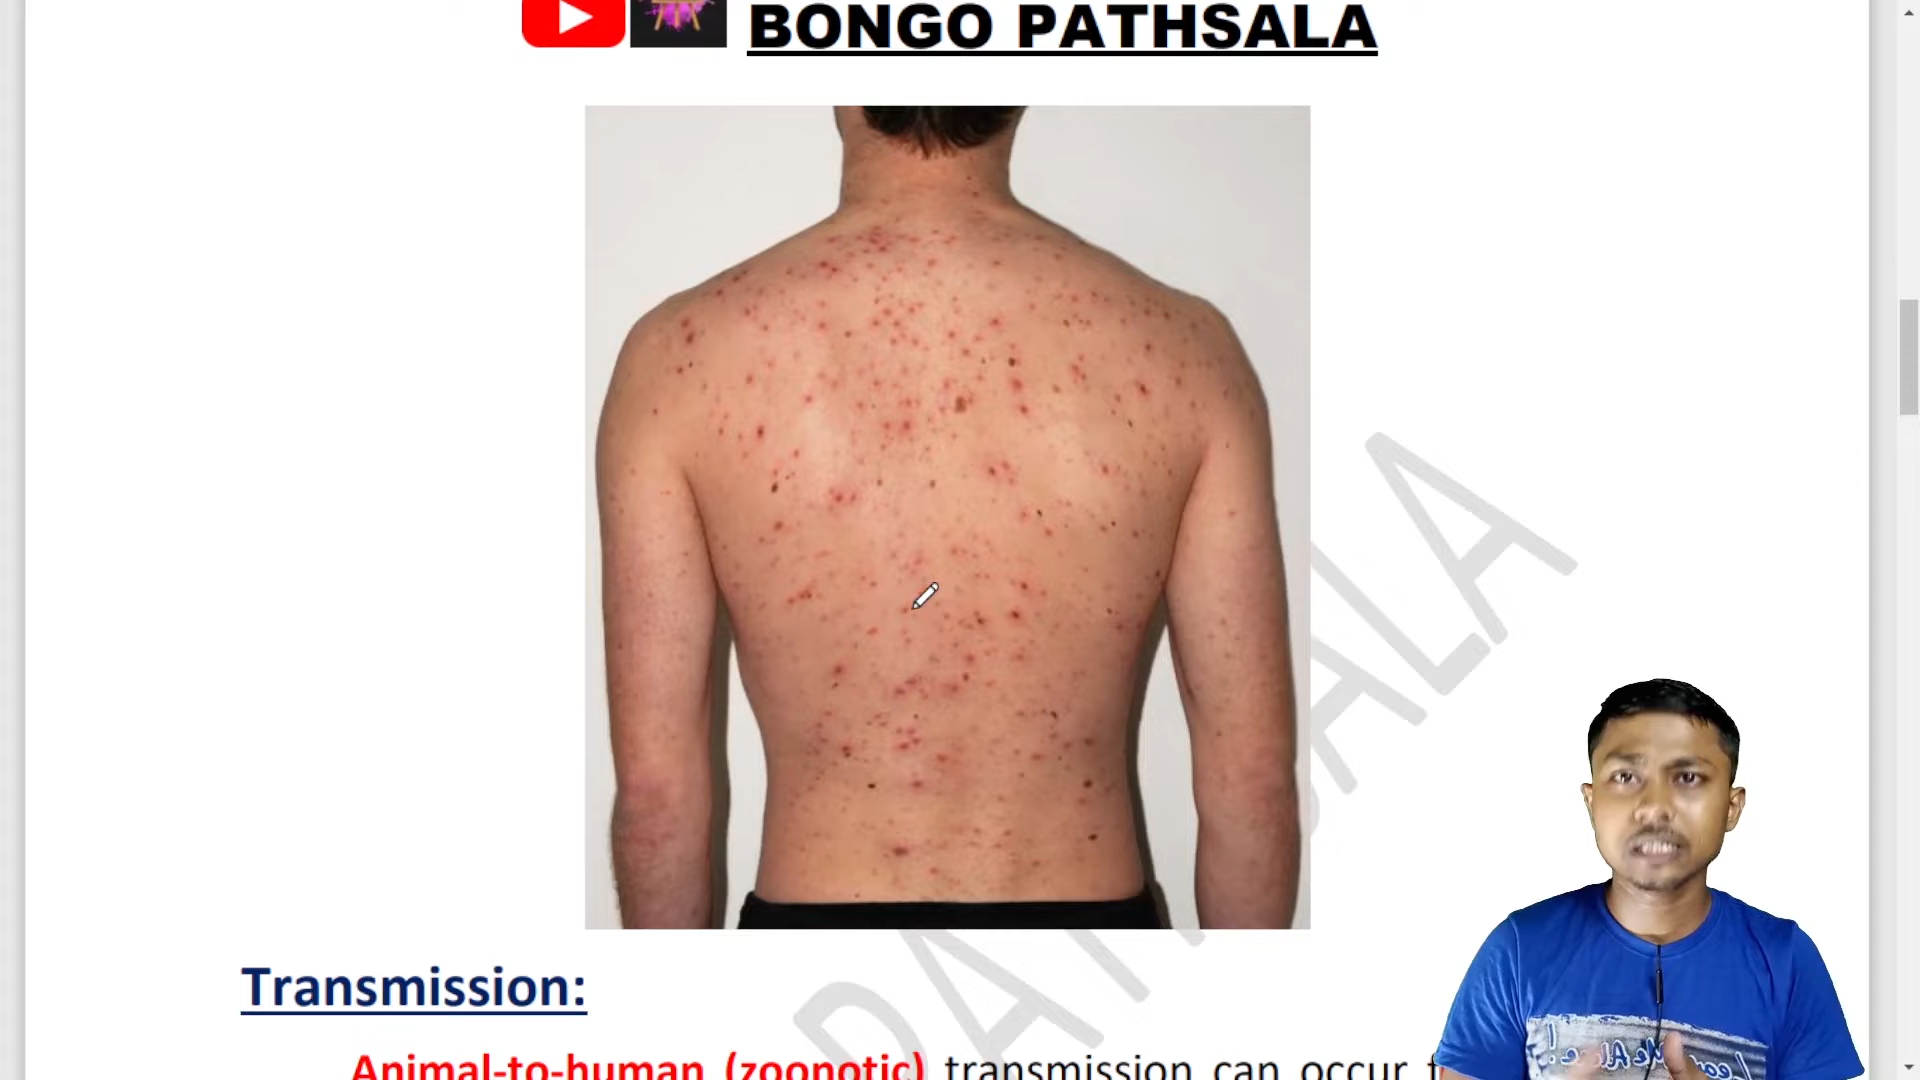 BONGO PATHSALA
Transmission:
Animal-to-human (zoonotic) transmission can occur